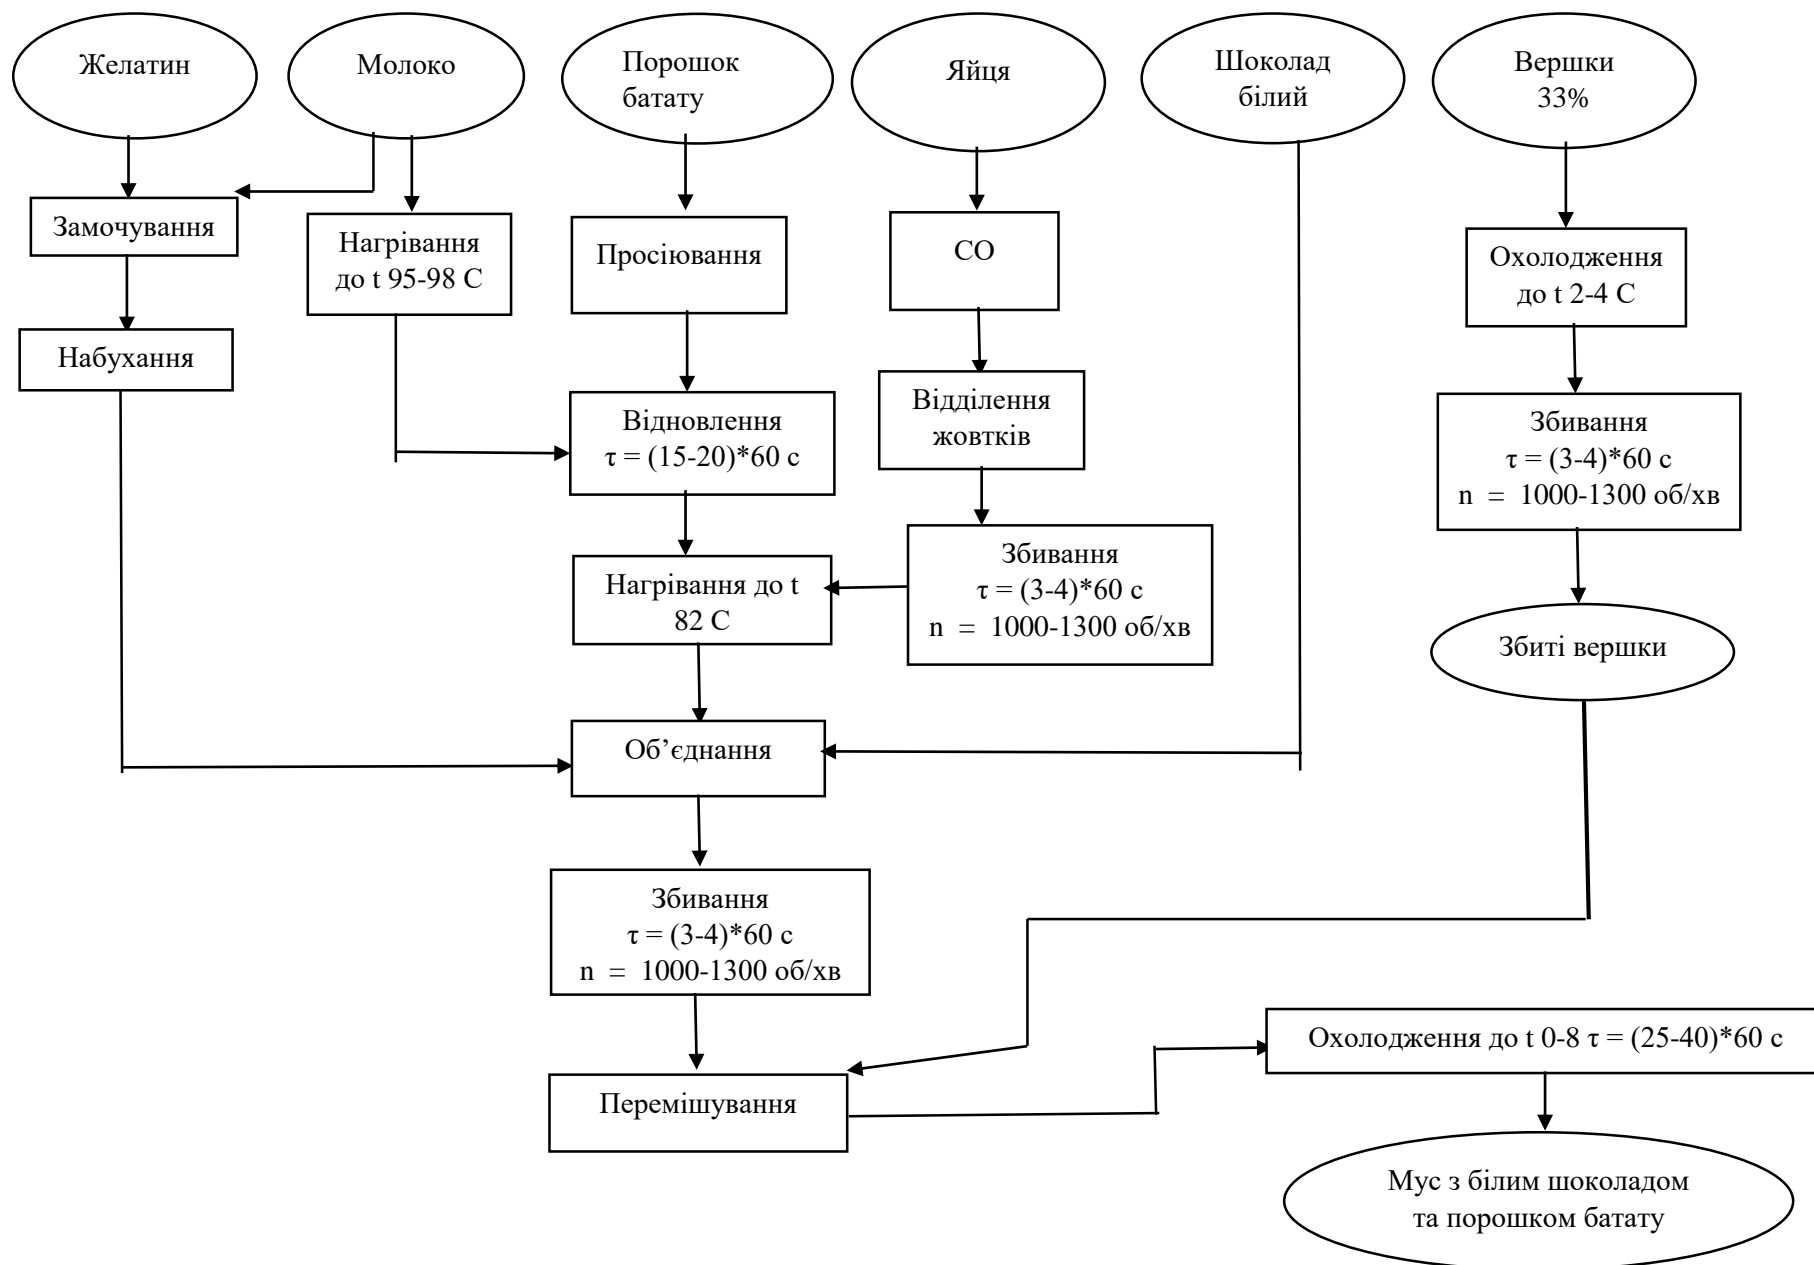 Желатин
Молоко
Порошок
батату
Яйця
Шоколад
білий
Вершки
33%
Замочування
Нагрівання
до t 95-98 С
Просіювання
СО
Охолодження
до t 2-4 С
Набухання
Відновлення
τ = (15-20)*60 с
Відділення
жовтків
Збивання
τ = (3-4)*60 с
n = 1000-1300 об/хв
Нагрівання до t
82 С
Збивання
τ = (3-4)*60 с
n = 1000-1300 об/хв
Збиті вершки
Об’єднання
Збивання
τ = (3-4)*60 с
n = 1000-1300 об/хв
Охолодження до t 0-8 τ = (25-40)*60 с
Перемішування
Мус з білим шоколадом
та порошком батату